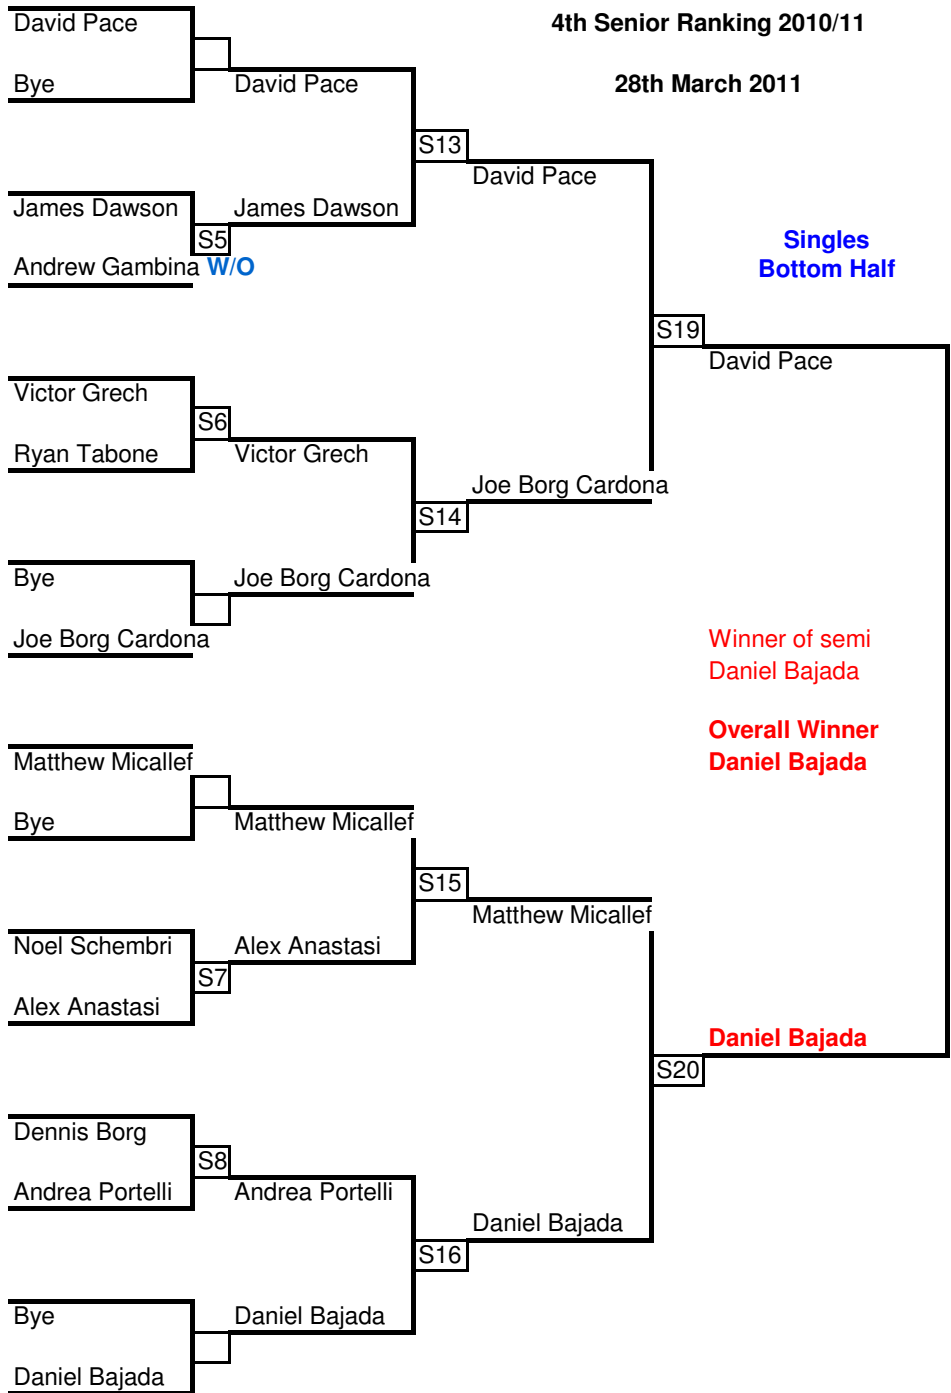 David Pace
4th Senior Ranking 2010/11
Bye
David Pace
28th March 2011
S13
David Pace
James Dawson
James Dawson
S5
Andrew Gambina W/O
Singles
Bottom Half
S19
David Pace
Victor Grech
S6
Ryan Tabone
Victor Grech
Joe Borg Cardona
S14
Bye
Joe Borg Cardona
Joe Borg Cardona
Winner of semi
Daniel Bajada
Overall Winner
Daniel Bajada
Matthew Micallef
Bye
Matthew Micallef
S15
Matthew Micallef
Noel Schembri
Alex Anastasi
S7
Alex Anastasi
Daniel Bajada
S20
Dennis Borg
S8
Andrea Portelli
Andrea Portelli
Daniel Bajada
S16
Bye
Daniel Bajada
Daniel Bajada